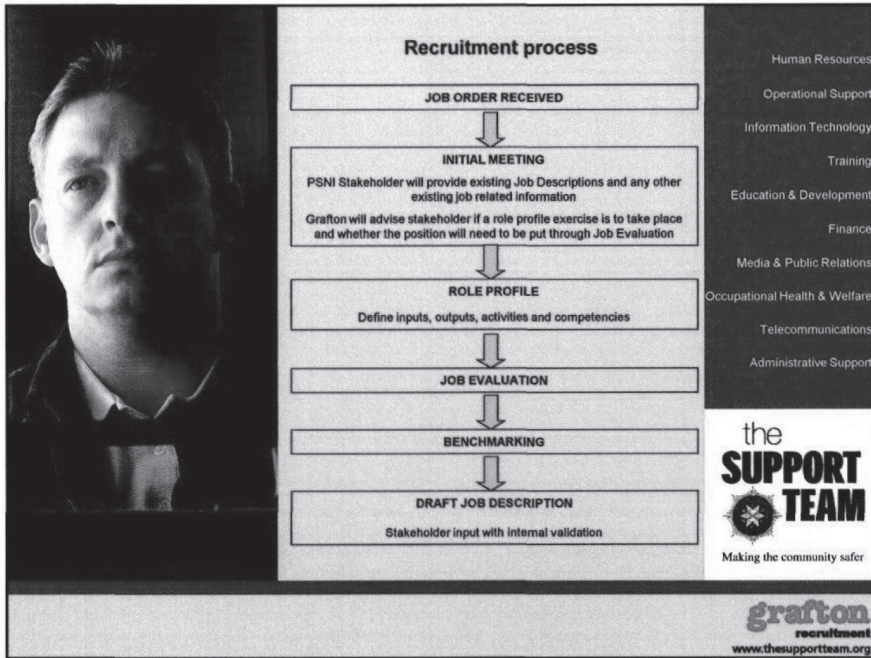 Recruitment process
JOB ORDER RECEIVED
INITIAL MEETING
PSNI Stakeholder will provide existing Job Descriptions and any other
existing job related information
Grafton will advise stakeholder if a role profile exercise is to take place
and whether the position will need to be put through Job Evaluation
ROLE PROFILE
Define inputs, outputs, activities and competencies
JOB EVALUATION
BENCHMARKING
DRAFT JOB DESCRIPTION
Stakeholder input with internal validation
Human Resources
Operational Support
Information Technology
Training
Education & Development
Finance
Media & Public Relations
Occupational Health & Welfare
Telecommunications
Administrative Support
the
SUPPORT
TEAM
Making the community safer
grafton
recruitment
www.thesupportteam.org